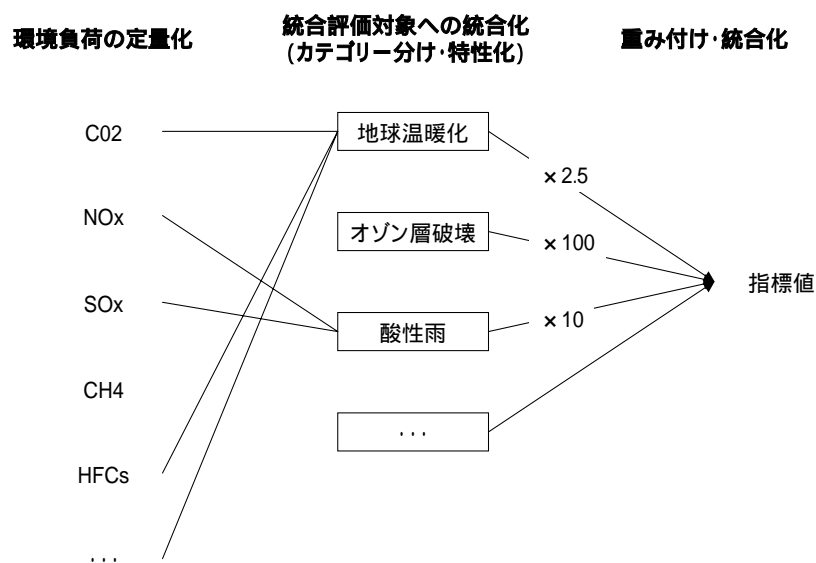 環境負荷の定量化
統合評価対象への統合化
(カテゴリー分け・特性化)
重み付け・統合化
C02
NOx
SOx
CH4
HFCs
・・・
地球温暖化
オゾン層破壊
酸性雨
・・・
×2.5
×100
×10
指標値